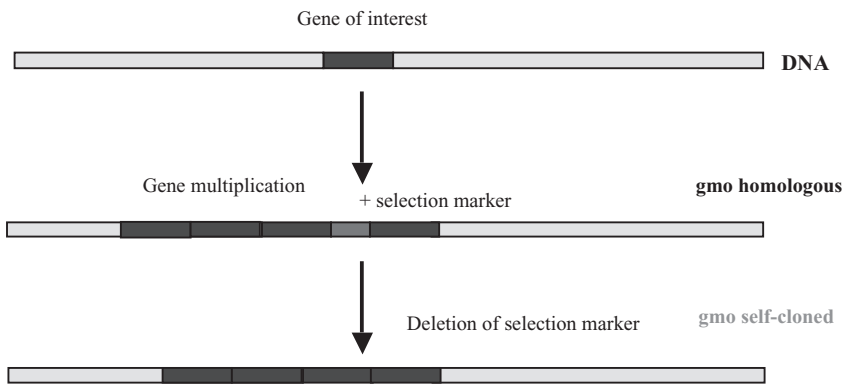 Gene of interest
DNA
Gene multiplication
gmo homologous
+ selection marker
Deletion of selection marker
gmo self-cloned